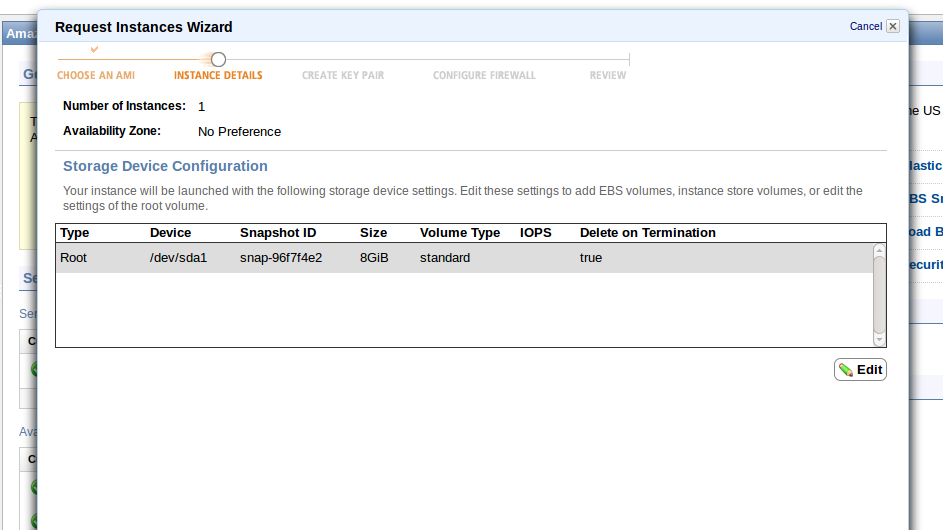 Request Instances Wizard
Cancel
CHOOSE AN AMI
INSTANCE DETAILS
CREATE KEY PAIR
CONFIGURE FIREWALL
REVIEW
Number of Instances: 1
Availability Zone: No Preference
Storage Device Configuration
Your instance will be launched with the following storage device settings. Edit these settings to add EBS volumes, instance store volumes, or edit the
settings of the root volume.
Type Device Snapshot ID Size Volume Type IOPS Delete on Termination
Root /dev/sda1 snap-96f7f4e2 8GiB standard true
Edit
US